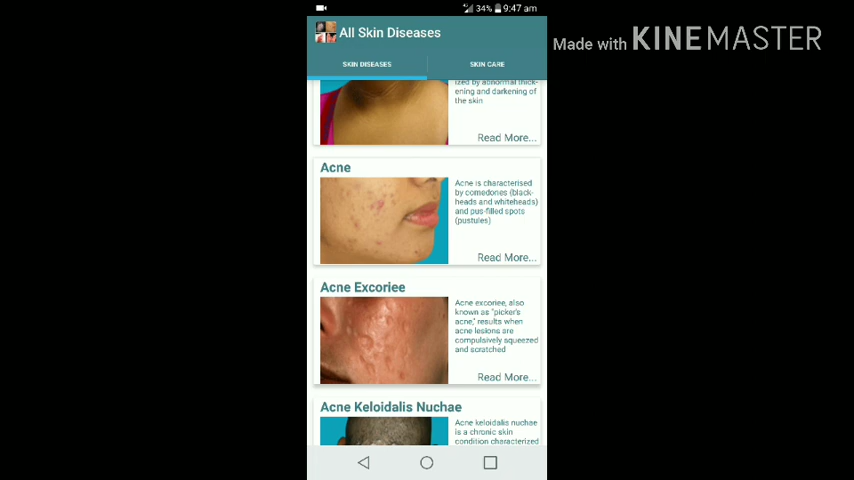 34% 9:47 am
All Skin Diseases
Made with KINEMASTER
SKIN DISEASES
SKIN CARE
ized by abnormal thick-
ening and darkening of
the skin
Read More...
Acne
Acne is characterised
by comedones (black-
heads and whiteheads)
and pus-filled spots
(pustules)
Read More...
Acne Excoriee
Acne excoriee, also
known as "picker's
acne," results when
acne lesions are
compulsively squeezed
and scratched
Read More...
Acne Keloidalis Nuchae
Acne keloidalis nuchae
is a chronic skin
condition characterized